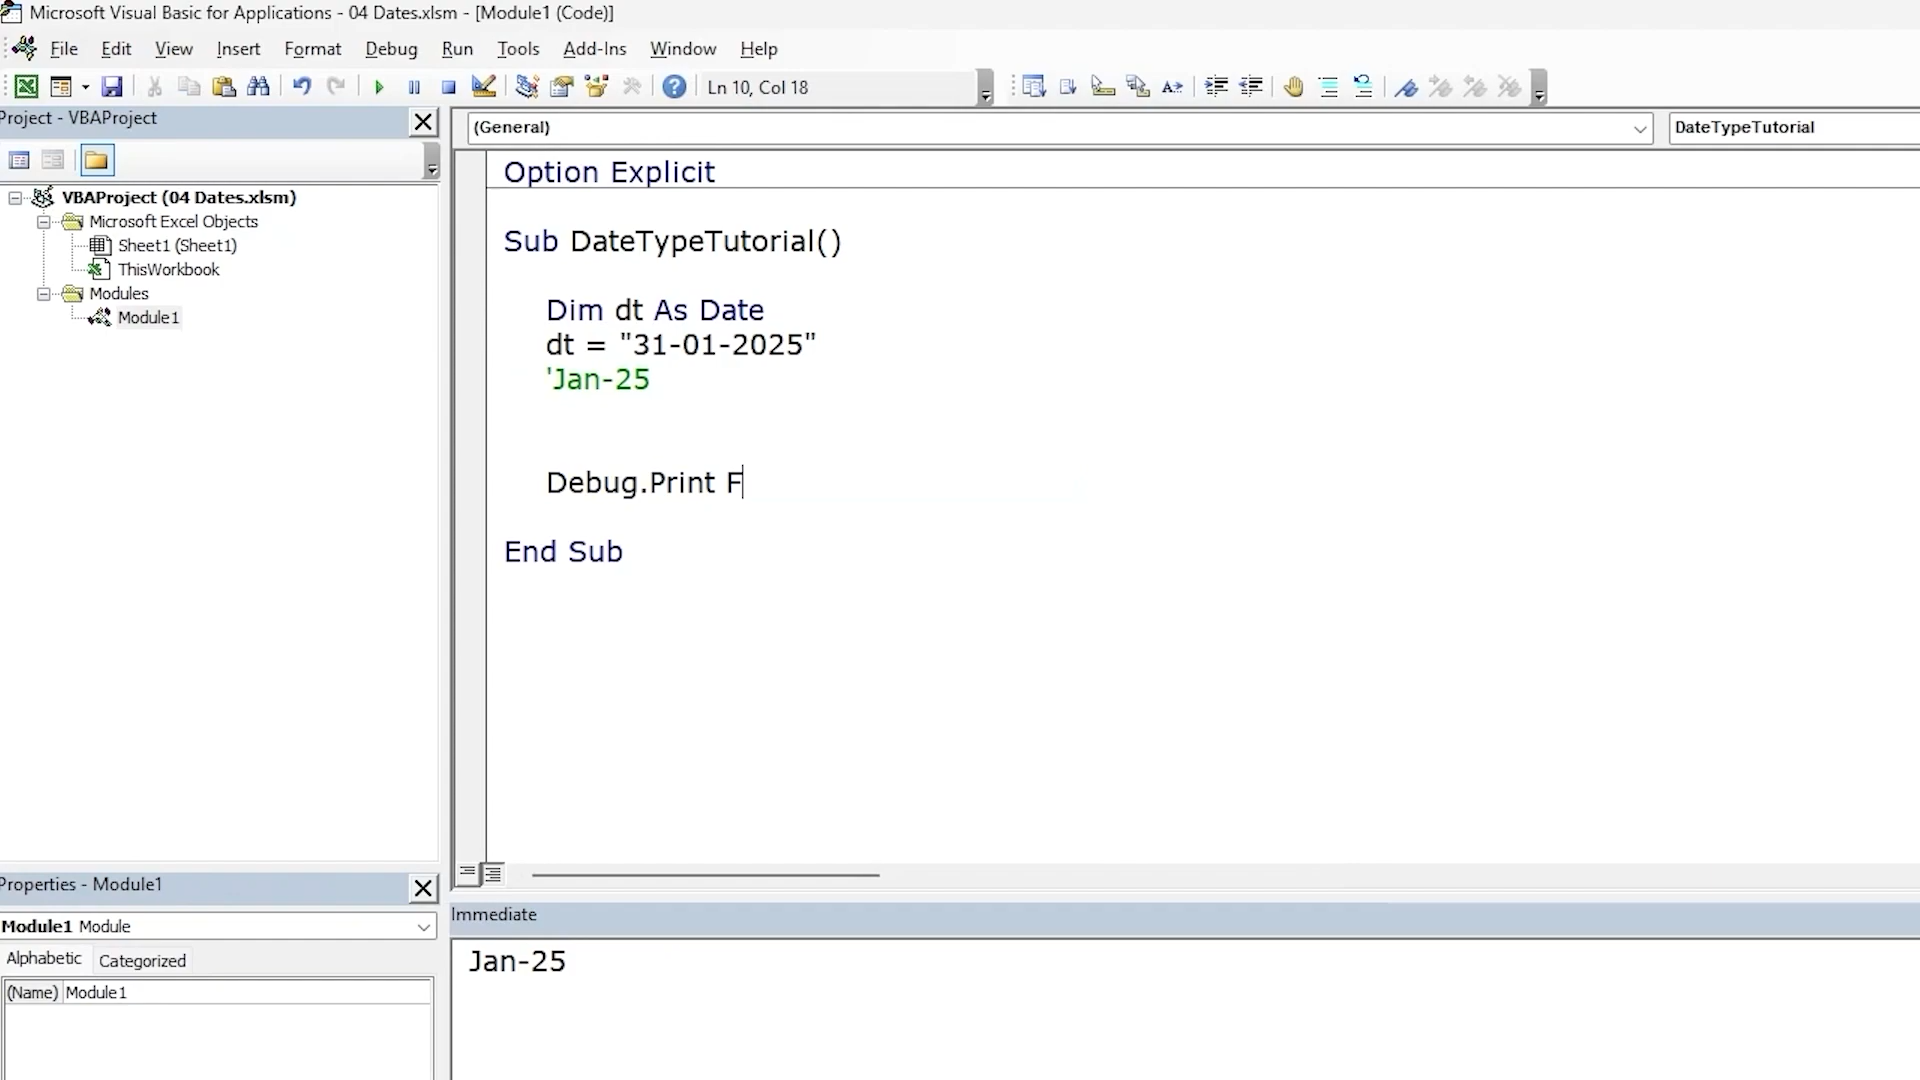 Microsoft Visual Basic for Applications - 04 Dates.xlsm - [Module1 (Code)]
File Edit View Insert Format Debug Run Tools Add-Ins Window Help
Ln 10, Col 18
Project - VBAProject
(General)
DateTypeTutorial
VBAProject (04 Dates.xlsm)
Microsoft Excel Objects
Sheet1 (Sheet1)
ThisWorkbook
Modules
Module1
Option Explicit
Sub DateTypeTutorial()
Dim dt As Date
dt = "31-01-2025"
'Jan-25
Debug.Print F
End Sub
Properties - Module1
Module1 Module
Alphabetic Categorized
(Name) Module1
Immediate
Jan-25